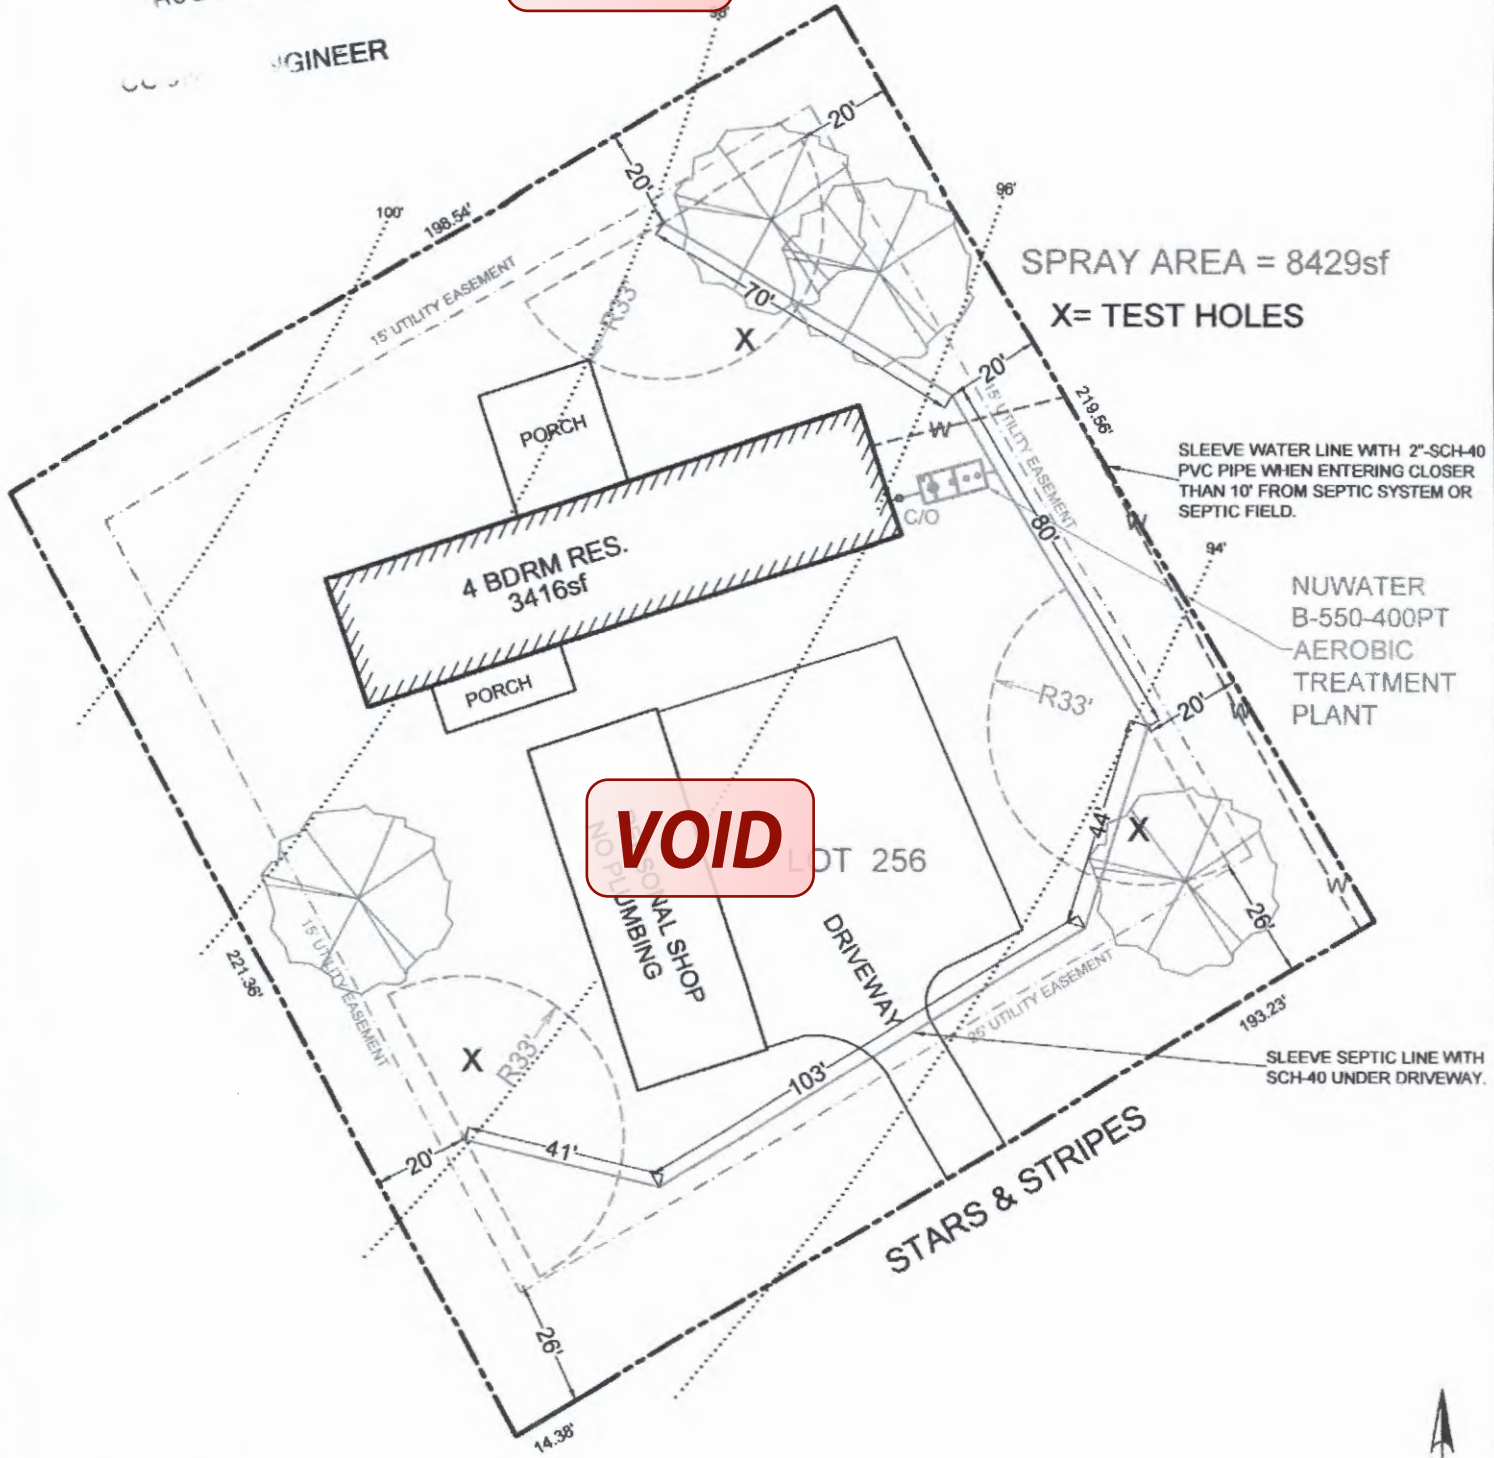 98'
20'
20'
100'
198.54'
96'
15' UTILITY EASEMENT
SPRAY AREA = 8429sf
X= TEST HOLES
R33'
70'
X
20'
219.56'
15' UTILITY EASEMENT
PORCH
W
SLEEVE WATER LINE WITH 2"-SCH-40
PVC PIPE WHEN ENTERING CLOSER
THAN 10' FROM SEPTIC SYSTEM OR
SEPTIC FIELD.
C/O
80'
W
94'
4 BDRM RES.
3416sf
NUWATER
B-550-400PT
AEROBIC
TREATMENT
PLANT
PORCH
R33'
20'
W
VOID
44'
X
LOT 256
SONAL SHOP
NO PLUMBING
W
26'
DRIVEWAY
15' UTILITY EASEMENT
221.36'
25' UTILITY EASEMENT
193.23'
X
R33'
103'
SLEEVE SEPTIC LINE WITH
SCH-40 UNDER DRIVEWAY.
20'
41'
STARS & STRIPES
26'
14.38'